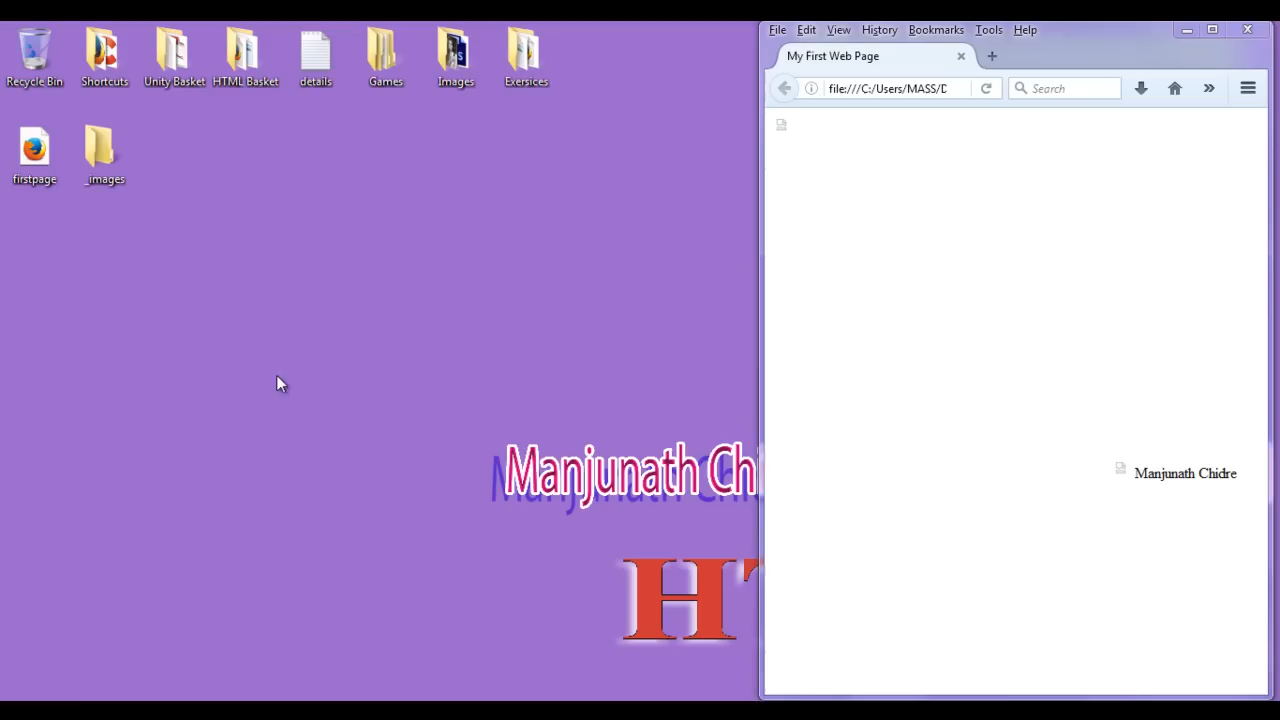 File Edit View History Bookmarks Tools Help
My First Web Page
file:///C:/Users/MASS/D
Search
Recycle Bin Shortcuts Unity Basket HTML Basket details Games Images Exersices
firstpage _images
Manjunath Chidre
Manjunath Chi
H